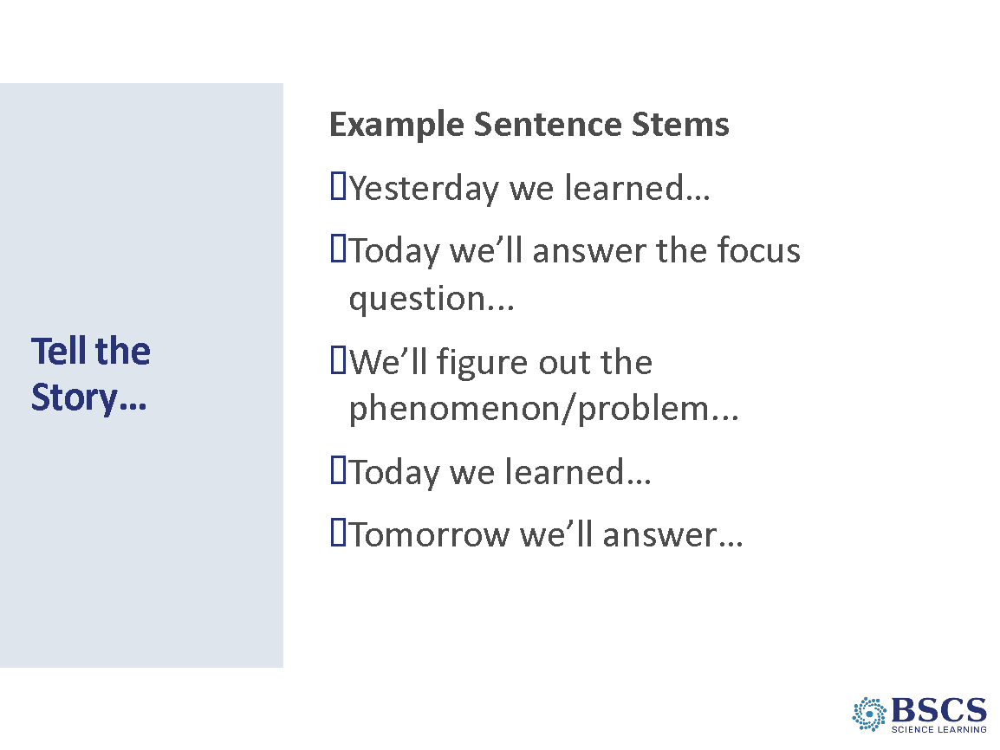 Tell the
Story…
Example Sentence Stems
Yesterday we learned…
Today we’ll answer the focus
question...
We’ll figure out the
phenomenon/problem...
Today we learned…
Tomorrow we’ll answer…
BSCS
SCIENCE LEARNING